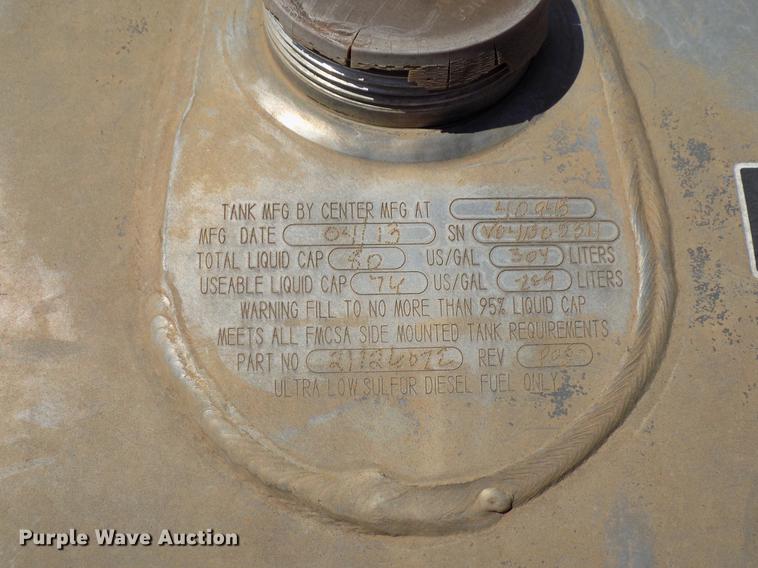 TANK MFG BY CENTER MFG AT
MFG DATE 04/13 SN
TOTAL LIQUID CAP 80 US/GAL 304 LITERS
USEABLE LIQUID CAP 76 US/GAL 289 LITERS
WARNING FILL TO NO MORE THAN 95% LIQUID CAP
MEETS ALL FMCSA SIDE MOUNTED TANK REQUIREMENTS
PART NO REV
ULTRA LOW SULFUR DIESEL FUEL ONLY
Purple Wave Auction